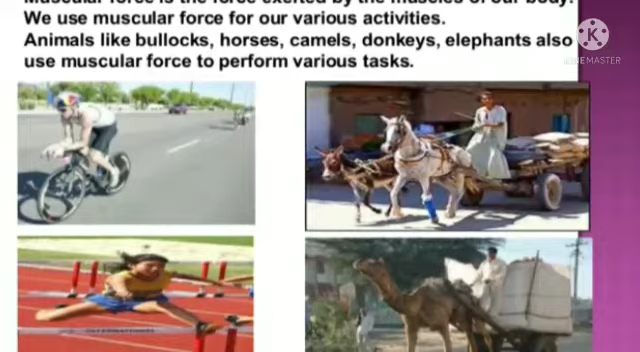 Muscular force is the force exerted by the muscles of our body.
We use muscular force for our various activities.
Animals like bullocks, horses, camels, donkeys, elephants also
use muscular force to perform various tasks.
KINEMASTER